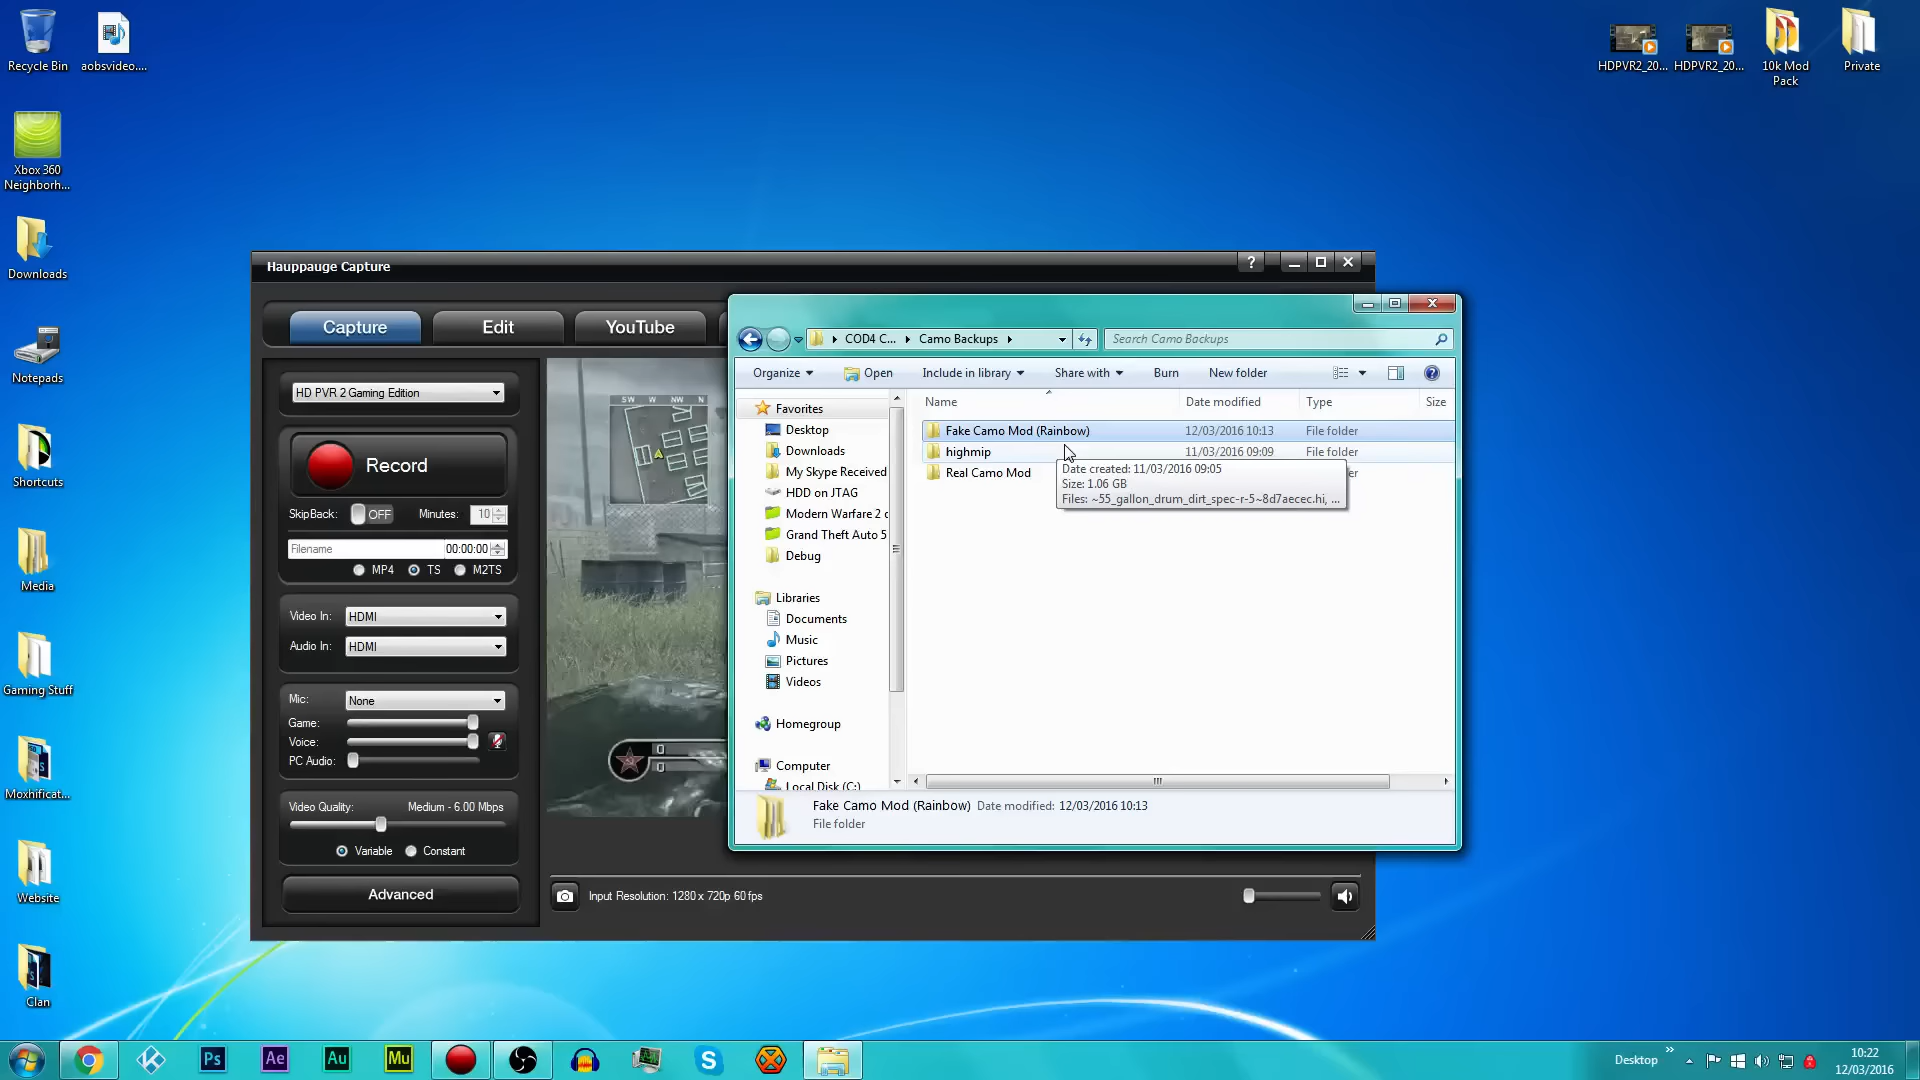 Recycle Bin
aobsvideo....
Xbox 360
Neighborh...
Downloads
Notepads
Shortcuts
Media
Gaming Stuff
Moxhificat...
Website
Clan
HDPVR2_20...
HDPVR2_20...
10k Mod
Pack
Private
Hauppauge Capture
?
Capture
Edit
YouTube
HD PVR 2 Gaming Edition
Record
SkipBack:
OFF
Minutes:
10
Filename
00:00:00
MP4
TS
M2TS
Video In:
HDMI
Audio In:
HDMI
Mic:
None
Game:
Voice:
PC Audio:
Video Quality:
Medium - 6.00 Mbps
Variable
Constant
Advanced
SW W NW N
0
0
Input Resolution: 1280 x 720p 60 fps
COD4 C...
Camo Backups
Search Camo Backups
Organize
Open
Include in library
Share with
Burn
New folder
Favorites
Desktop
Downloads
My Skype Received
HDD on JTAG
Modern Warfare 2 c
Grand Theft Auto 5
Debug
Libraries
Documents
Music
Pictures
Videos
Homegroup
Computer
Local Disk (C:)
Name
Date modified
Type
Size
Fake Camo Mod (Rainbow)
12/03/2016 10:13
File folder
highmip
11/03/2016 09:09
File folder
Real Camo Mod
er
Date created: 11/03/2016 09:05
Size: 1.06 GB
Files: ~55_gallon_drum_dirt_spec-r-5~8d7aecec.hi, ...
Fake Camo Mod (Rainbow) Date modified: 12/03/2016 10:13
File folder
Ps
Ae
Au
Mu
S
Desktop
10:22
12/03/2016